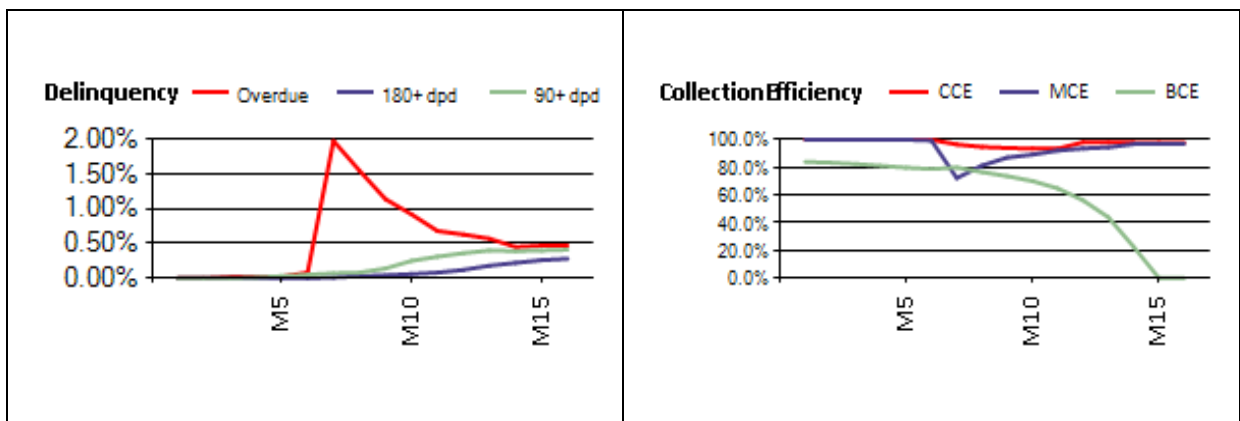 Delinquency Overdue 180+ dpd 90+ dpd
2.00%
1.50%
1.00%
0.50%
0.00%
M5
M10
M15
Collection Efficiency CCE MCE BCE
100.0%
80.0%
60.0%
40.0%
20.0%
0.0%
M5
M10
M15